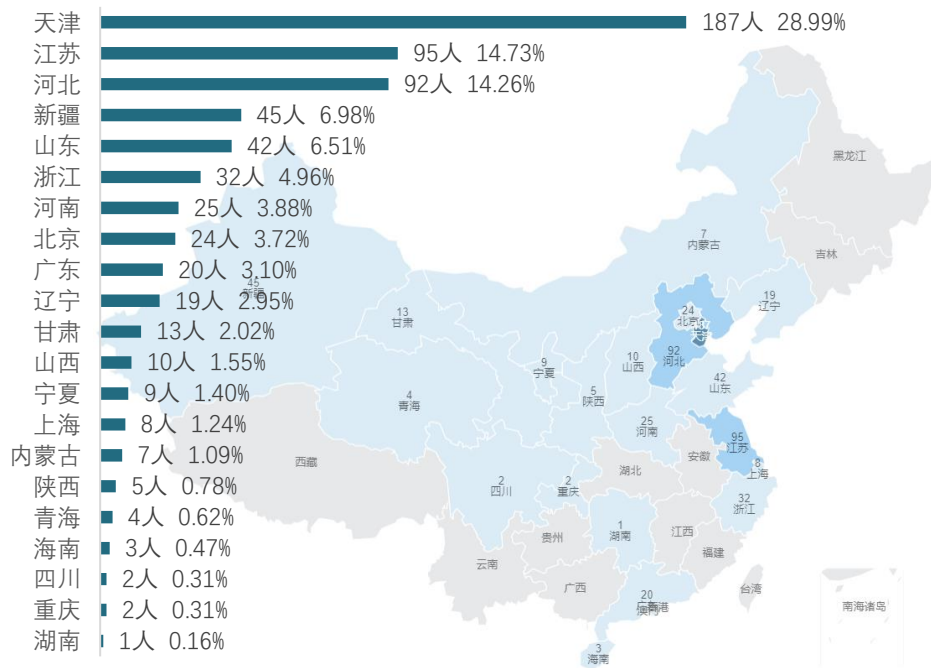 天津 187人 28.99%
江苏 95人 14.73%
河北 92人 14.26%
新疆 45人 6.98%
山东 42人 6.51%
浙江 32人 4.96%
河南 25人 3.88%
北京 24人 3.72%
广东 20人 3.10%
辽宁 19人 2.95%
甘肃 13人 2.02%
山西 10人 1.55%
宁夏 9人 1.40%
上海 8人 1.24%
内蒙古 7人 1.09%
陕西 5人 0.78%
青海 4人 0.62%
海南 3人 0.47%
四川 2人 0.31%
重庆 2人 0.31%
湖南 1人 0.16%
黑龙江
吉林
7
内蒙古
19
辽宁
45
新疆
13
甘肃
24
北京
92
河北
10
山西
9
宁夏
42
山东
4
青海
5
陕西
25
河南
95
江苏
安徽
8
上海
西藏
湖北
2
四川
2
重庆
32
浙江
1
湖南
江西
贵州
福建
云南
广西
台湾
20
3
海南
南海诸岛